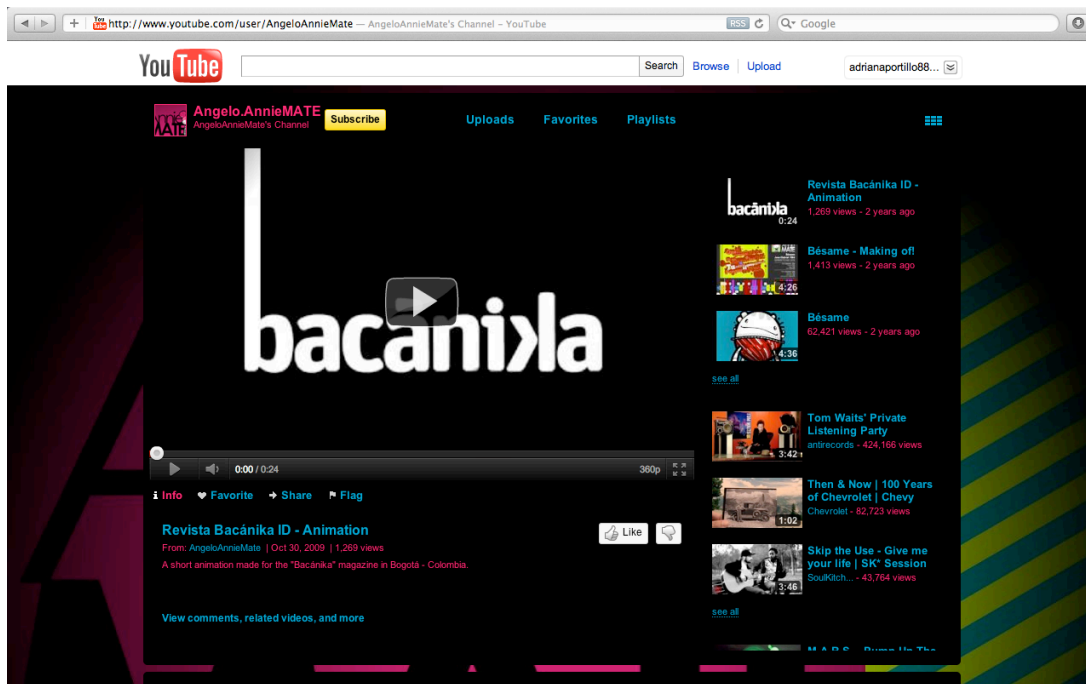 http://www.youtube.com/user/AngeloAnnieMate — AngeloAnnieMate's Channel - YouTube
RSS
Google
YouTube
Search
Browse
Upload
adrianaportillo88...
Angelo.AnnieMATE
AngeloAnnieMate's Channel
Subscribe
Uploads
Favorites
Playlists
bacánika
0:00 / 0:24
360p
Info
Favorite
Share
Flag
Revista Bacánika ID - Animation
From: AngeloAnnieMate | Oct 30, 2009 | 1,269 views
A short animation made for the "Bacánika" magazine in Bogotá - Colombia.
Like
View comments, related videos, and more
bacánika
0:24
Revista Bacánika ID -
Animation
1,269 views - 2 years ago
4:26
Bésame - Making of!
1,413 views - 2 years ago
4:36
Bésame
62,421 views - 2 years ago
see all
3:42
Tom Waits' Private
Listening Party
antirecords - 424,166 views
1:02
Then & Now | 100 Years
of Chevrolet | Chevy
Chevrolet - 82,723 views
3:46
Skip the Use - Give me
your life | SK* Session
SoulKitch... - 43,764 views
see all
M.A.R.S. - Pump Up The